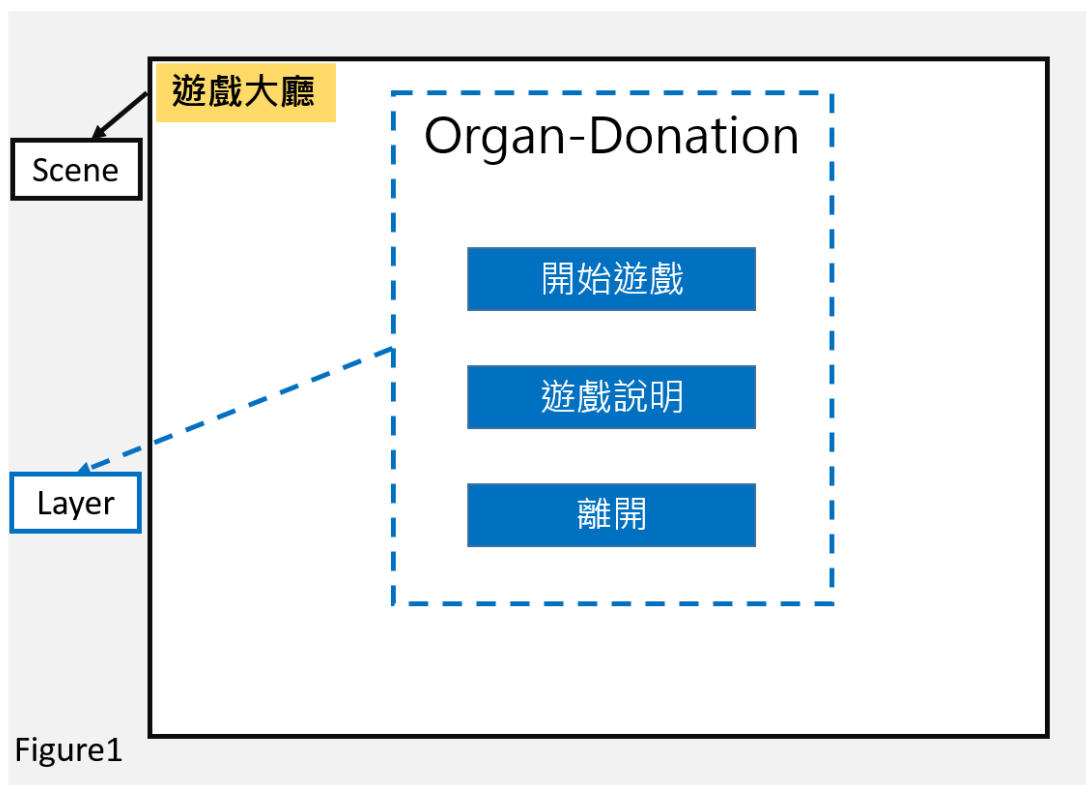 遊戲大廳
Scene
Organ-Donation
開始遊戲
遊戲說明
離開
Layer
Figure1